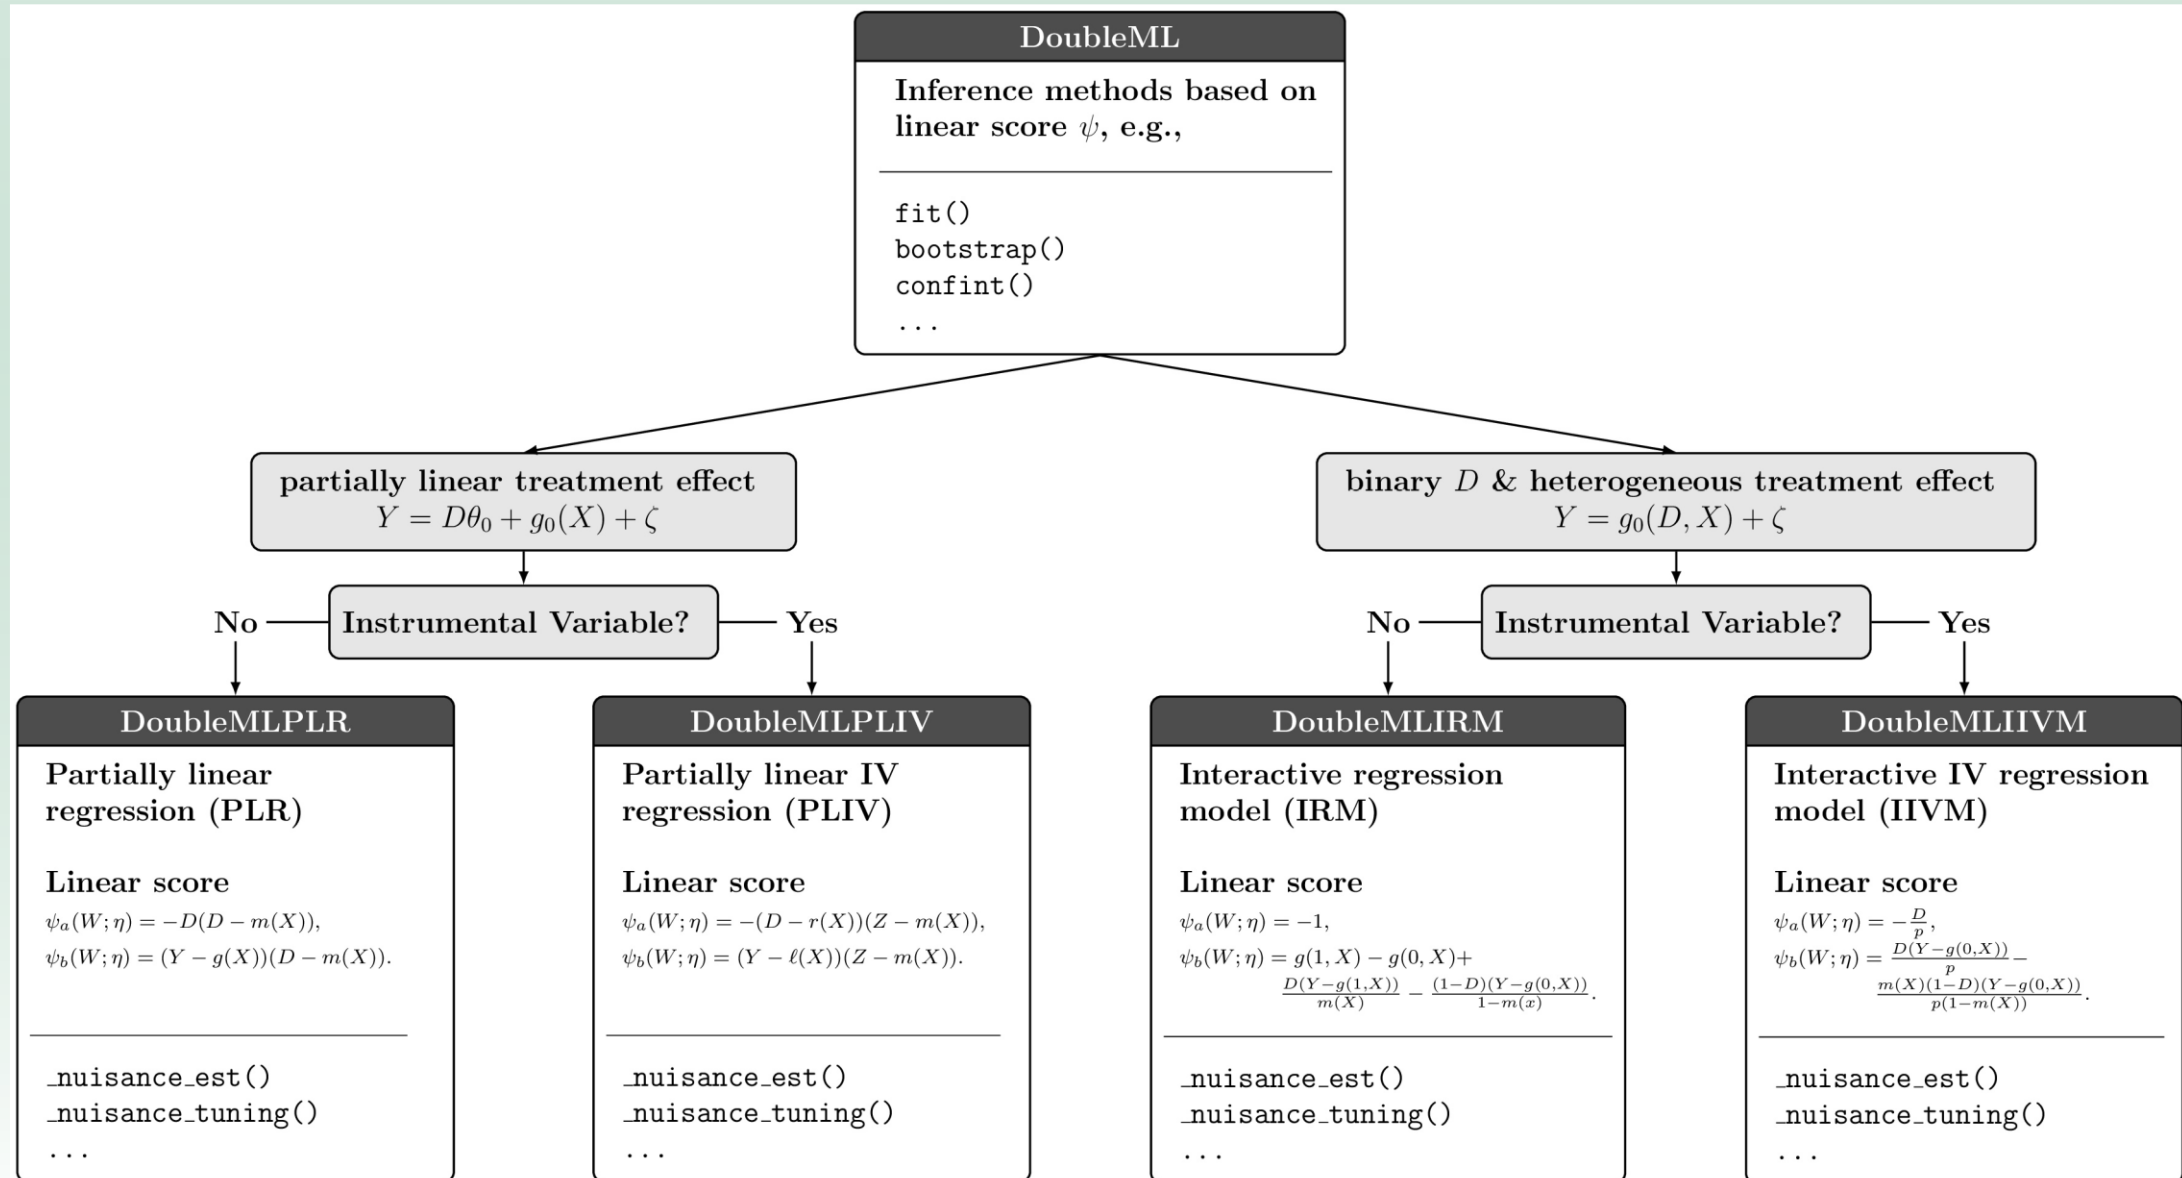 DoubleML
Inference methods based on
linear score ψ, e.g.,
fit()
bootstrap()
confint()
...
partially linear treatment effect
Y = Dθ₀ + g₀(X) + ζ
binary D & heterogeneous treatment effect
Y = g₀(D, X) + ζ
No
Instrumental Variable?
Yes
No
Instrumental Variable?
Yes
DoubleMLPLR
Partially linear
regression (PLR)
Linear score
ψₐ(W; η) = −D(D − m(X)),
ψ_b(W; η) = (Y − g(X))(D − m(X)).
_nuisance_est()
_nuisance_tuning()
...
DoubleMLPLIV
Partially linear IV
regression (PLIV)
Linear score
ψₐ(W; η) = −(D − r(X))(Z − m(X)),
ψ_b(W; η) = (Y − ℓ(X))(Z − m(X)).
_nuisance_est()
_nuisance_tuning()
...
DoubleMLIRM
Interactive regression
model (IRM)
Linear score
ψₐ(W; η) = −1,
ψ_b(W; η) = g(1, X) − g(0, X)+
D(Y−g(1,X))/m(X) − (1−D)(Y−g(0,X))/1−m(x).
_nuisance_est()
_nuisance_tuning()
...
DoubleMLIIVM
Interactive IV regression
model (IIVM)
Linear score
ψₐ(W; η) = −D/p,
ψ_b(W; η) = D(Y−g(0,X))/p −
m(X)(1−D)(Y−g(0,X))/p(1−m(X)).
_nuisance_est()
_nuisance_tuning()
...